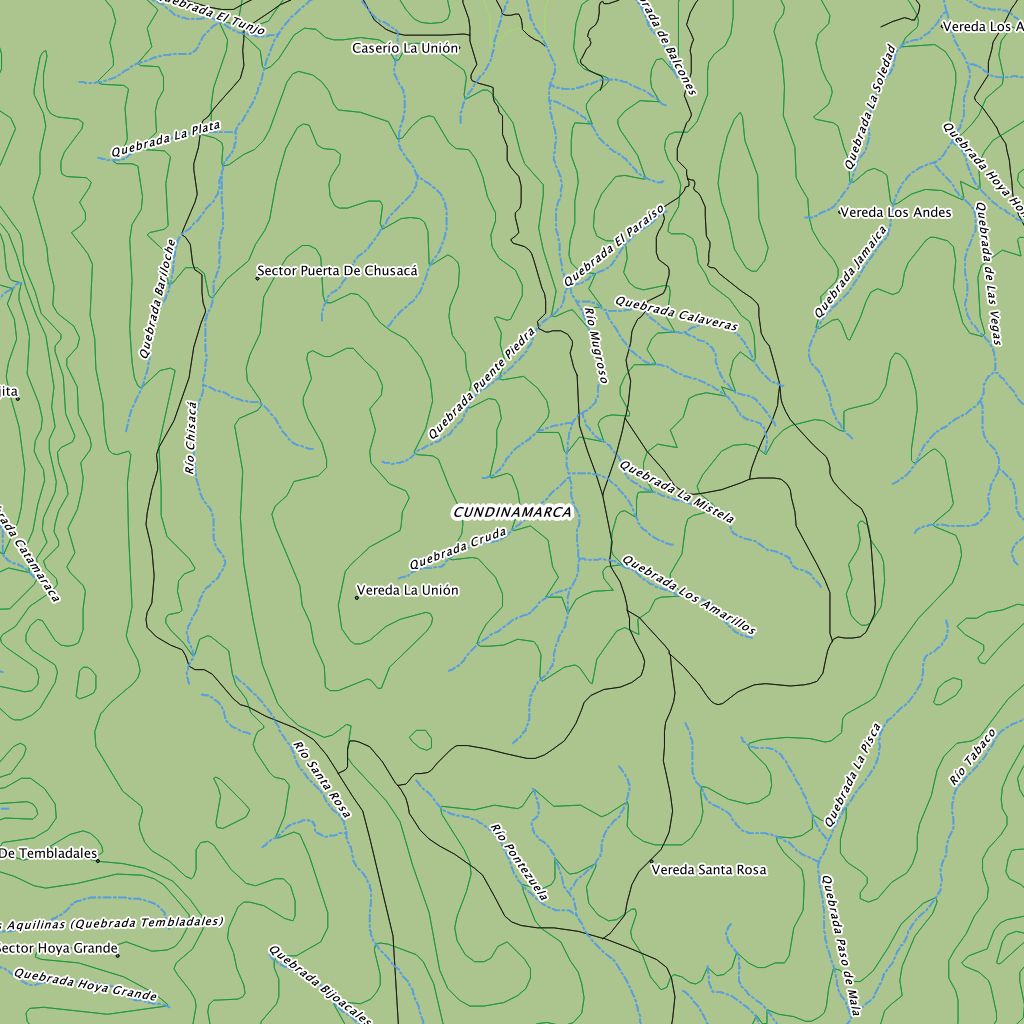 Quebrada El Tunjo
Caserío La Unión
Quebrada La Plata
Quebrada La Soledad
Vereda Los
Quebrada Bariloche
Sector Puerta De Chusacá
Quebrada El Paraíso
Vereda Los Andes
Quebrada Jamaica
Quebrada de Las Vegas
Quebrada Calaveras
Río Mugroso
Quebrada Puente Piedra
Río Chisacá
Quebrada La Mistela
CUNDINAMARCA
Quebrada Cruda
Quebrada Los Amarillos
Catamaraca
Vereda La Unión
Río Santa Rosa
Quebrada La Pisca
Río Tabaco
De Tembladales
Río Pontezuela
Vereda Santa Rosa
Quebrada Paso de Mala
Aquilinas (Quebrada Tembladales)
Sector Hoya Grande
Quebrada Hoya Grande
Quebrada Bijoacales
de Balcones
Quebrada Hoya